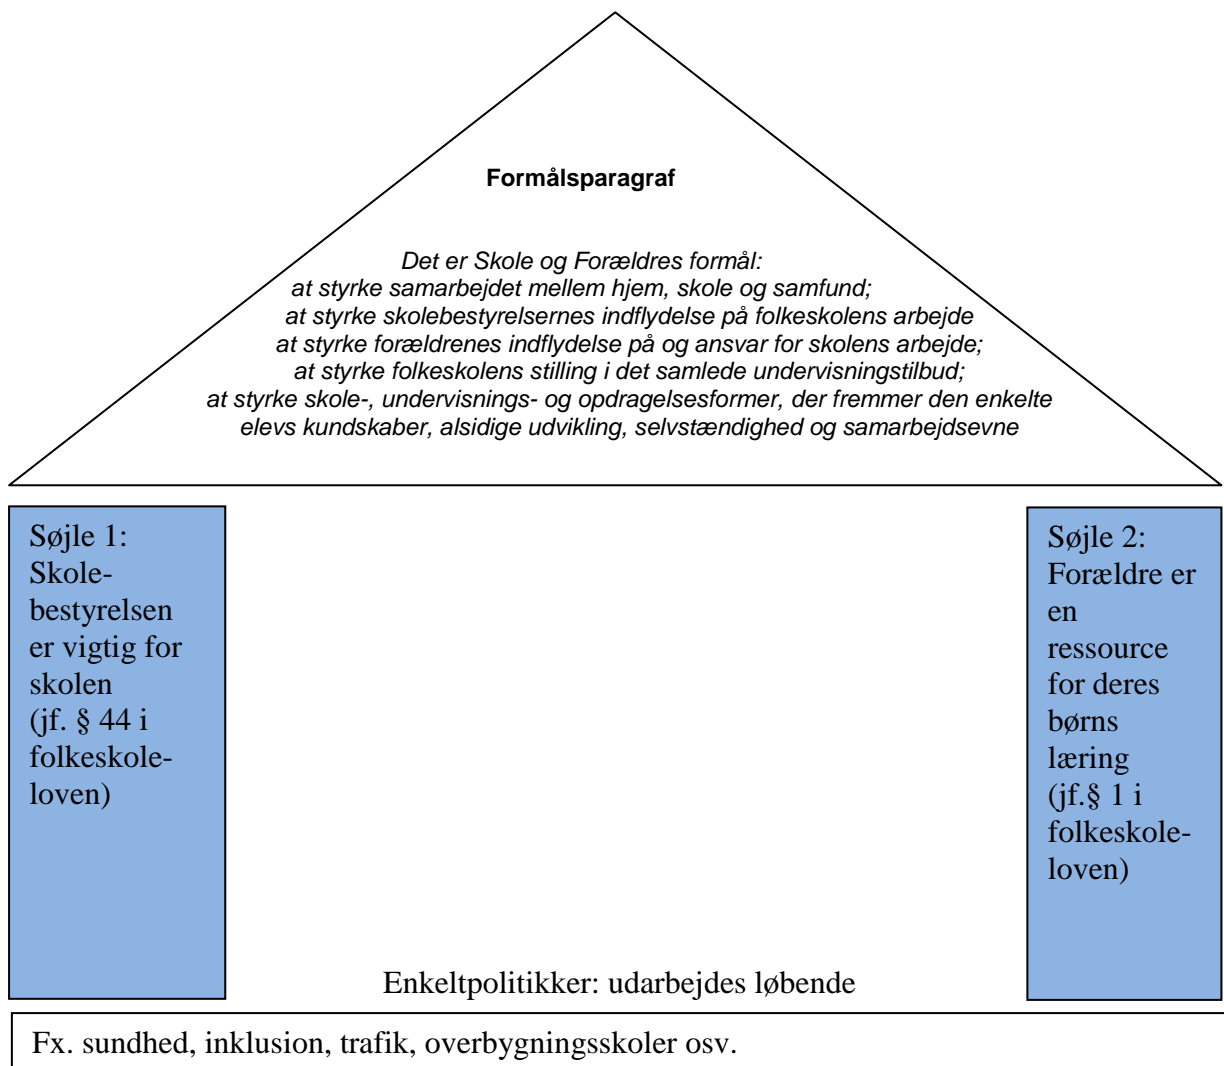 Formålsparagraf
Det er Skole og Forældres formål:
at styrke samarbejdet mellem hjem, skole og samfund;
at styrke skolebestyrelsernes indflydelse på folkeskolens arbejde
at styrke forældrenes indflydelse på og ansvar for skolens arbejde;
at styrke folkeskolens stilling i det samlede undervisningstilbud;
at styrke skole-, undervisnings- og opdragelsesformer, der fremmer den enkelte
elevs kundskaber, alsidige udvikling, selvstændighed og samarbejdsevne
Søjle 1:
Skole-
bestyrelsen
er vigtig for
skolen
(jf. § 44 i
folkeskole-
loven)
Søjle 2:
Forældre er
en
ressource
for deres
børns
læring
(jf.§ 1 i
folkeskole-
loven)
Enkeltpolitikker: udarbejdes løbende
Fx. sundhed, inklusion, trafik, overbygningsskoler osv.